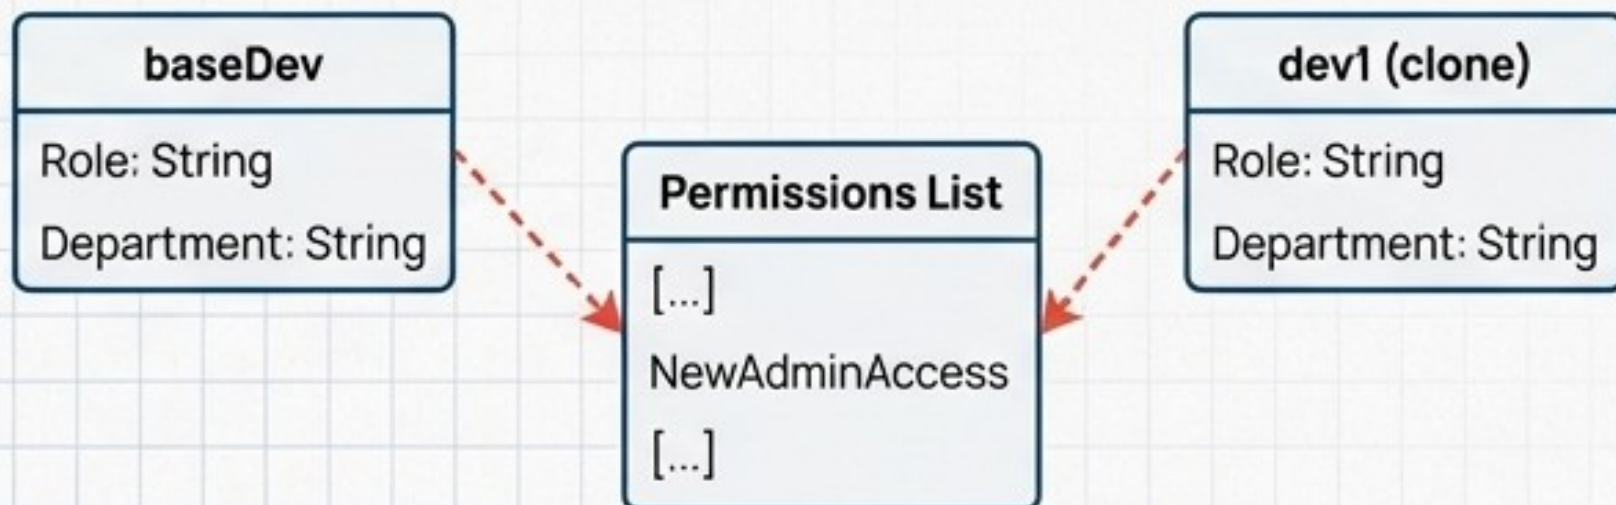 baseDev
Role: String
Department: String
Permissions List
[...]
NewAdminAccess
[...]
dev1 (clone)
Role: String
Department: String